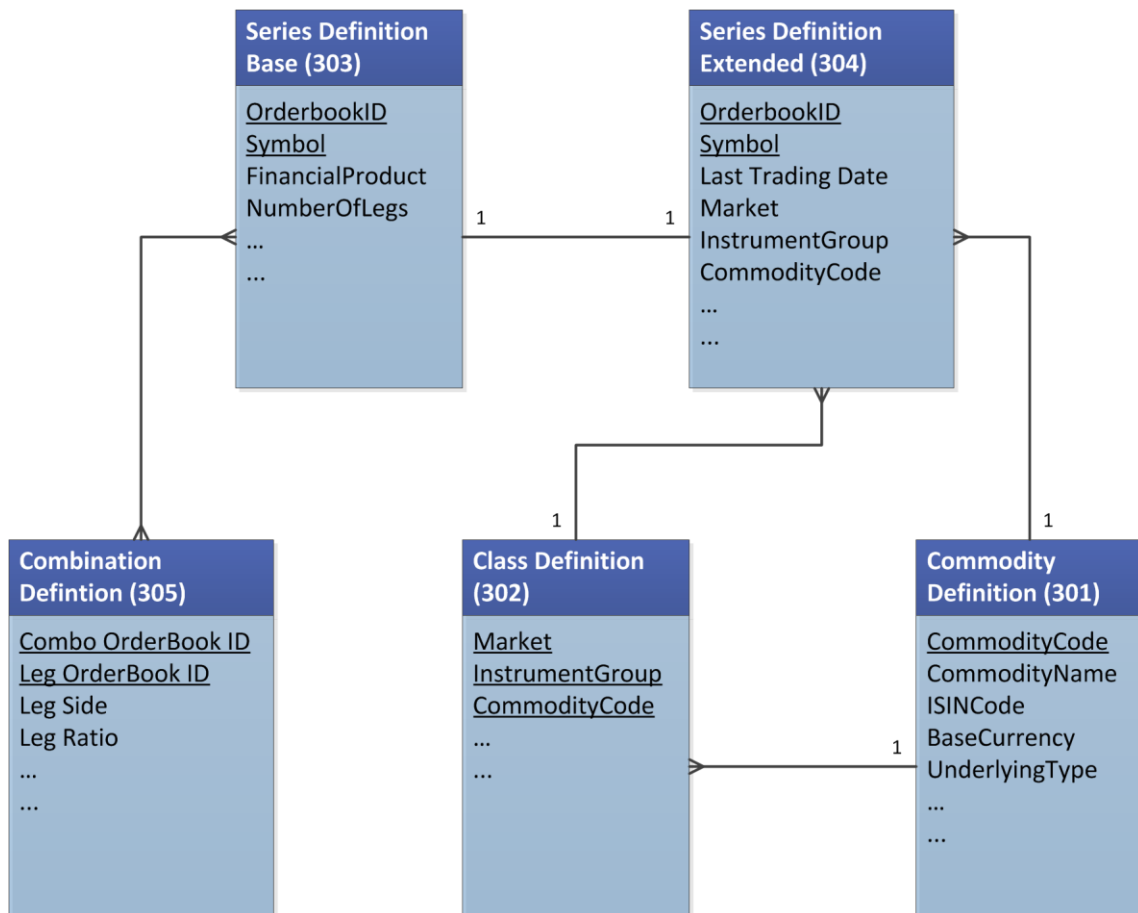 Series Definition
Base (303)
OrderbookID
Symbol
FinancialProduct
NumberOfLegs
...
...
Series Definition
Extended (304)
OrderbookID
Symbol
Last Trading Date
Market
InstrumentGroup
CommodityCode
...
...
1
1
1
1
Combination
Defintion (305)
Combo OrderBook ID
Leg OrderBook ID
Leg Side
Leg Ratio
...
...
Class Definition
(302)
Market
InstrumentGroup
CommodityCode
...
...
1
Commodity
Definition (301)
CommodityCode
CommodityName
ISINCode
BaseCurrency
UnderlyingType
...
...